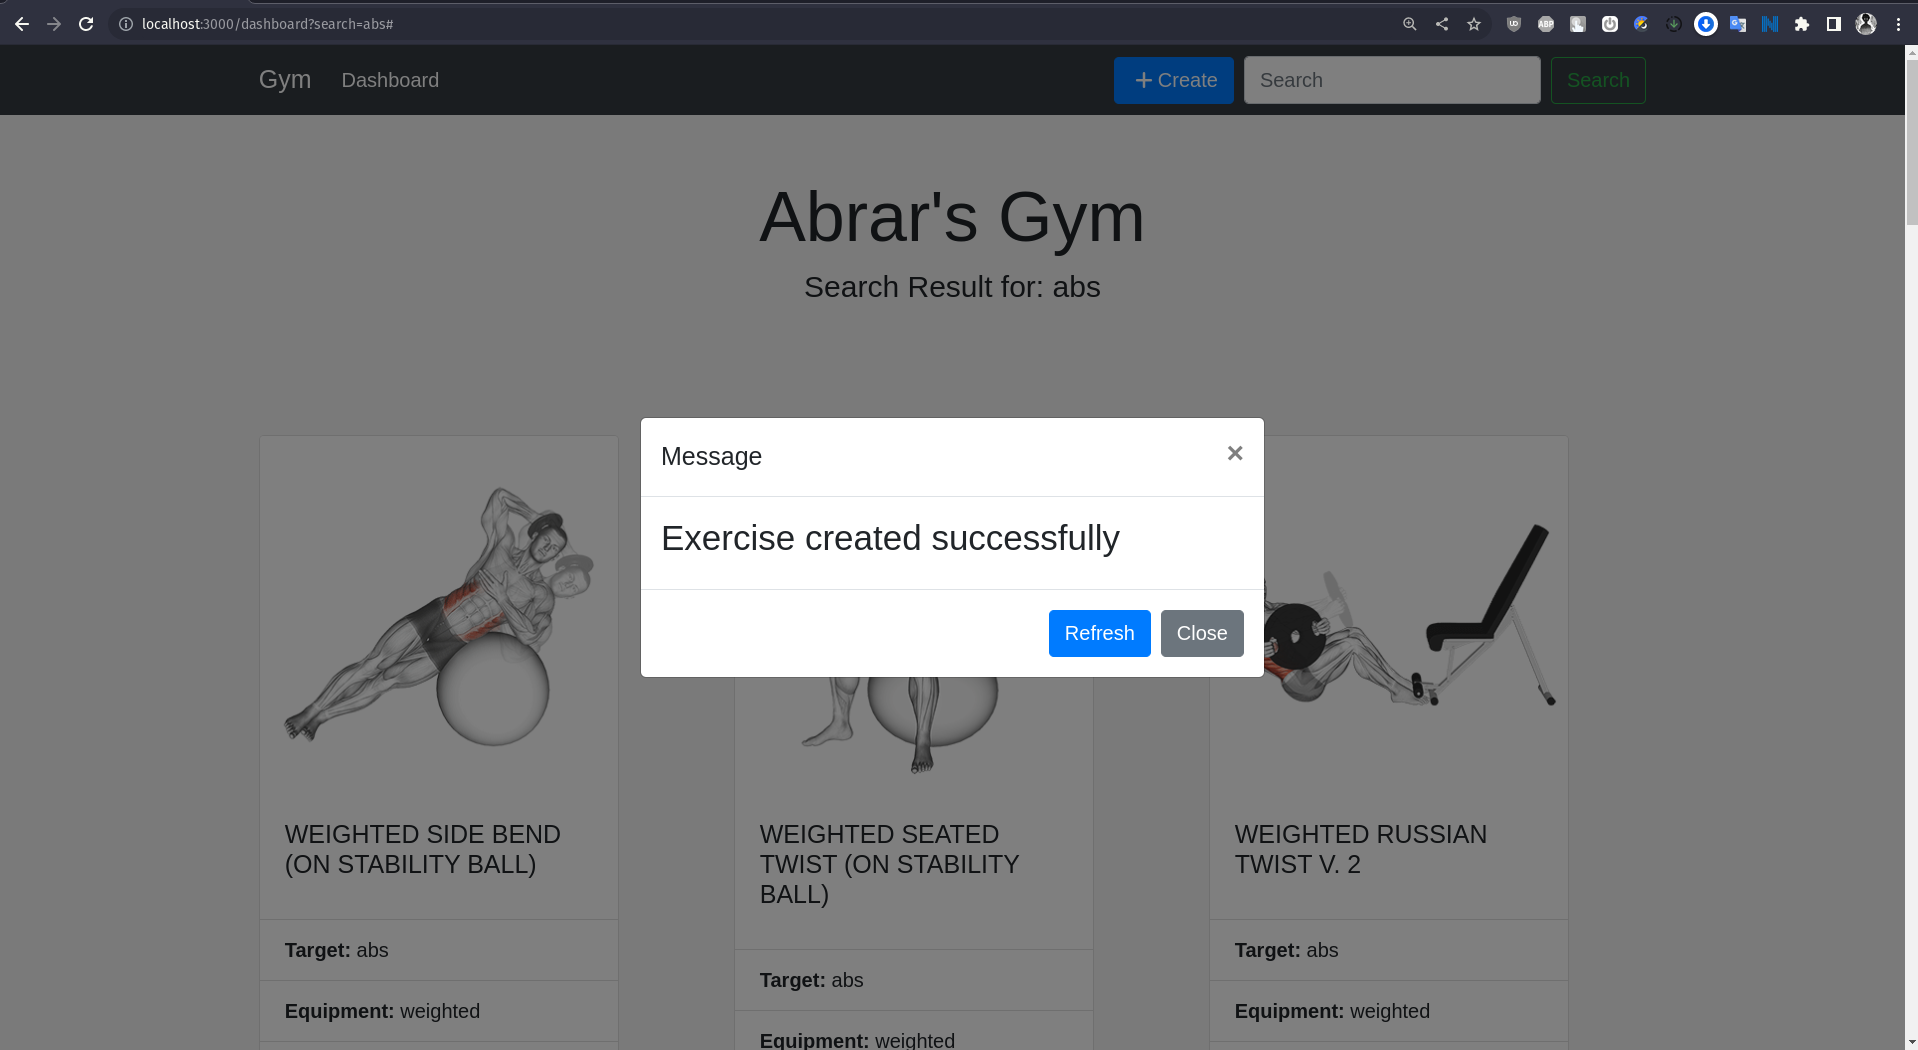 localhost:3000/dashboard?search=abs#
Gym Dashboard + Create Search Search
Abrar's Gym
Search Result for: abs
Message ×
Exercise created successfully
Refresh Close
WEIGHTED SIDE BEND
(ON STABILITY BALL)
Target: abs
Equipment: weighted
WEIGHTED SEATED
TWIST (ON STABILITY
BALL)
Target: abs
Equipment: weighted
WEIGHTED RUSSIAN
TWIST V. 2
Target: abs
Equipment: weighted